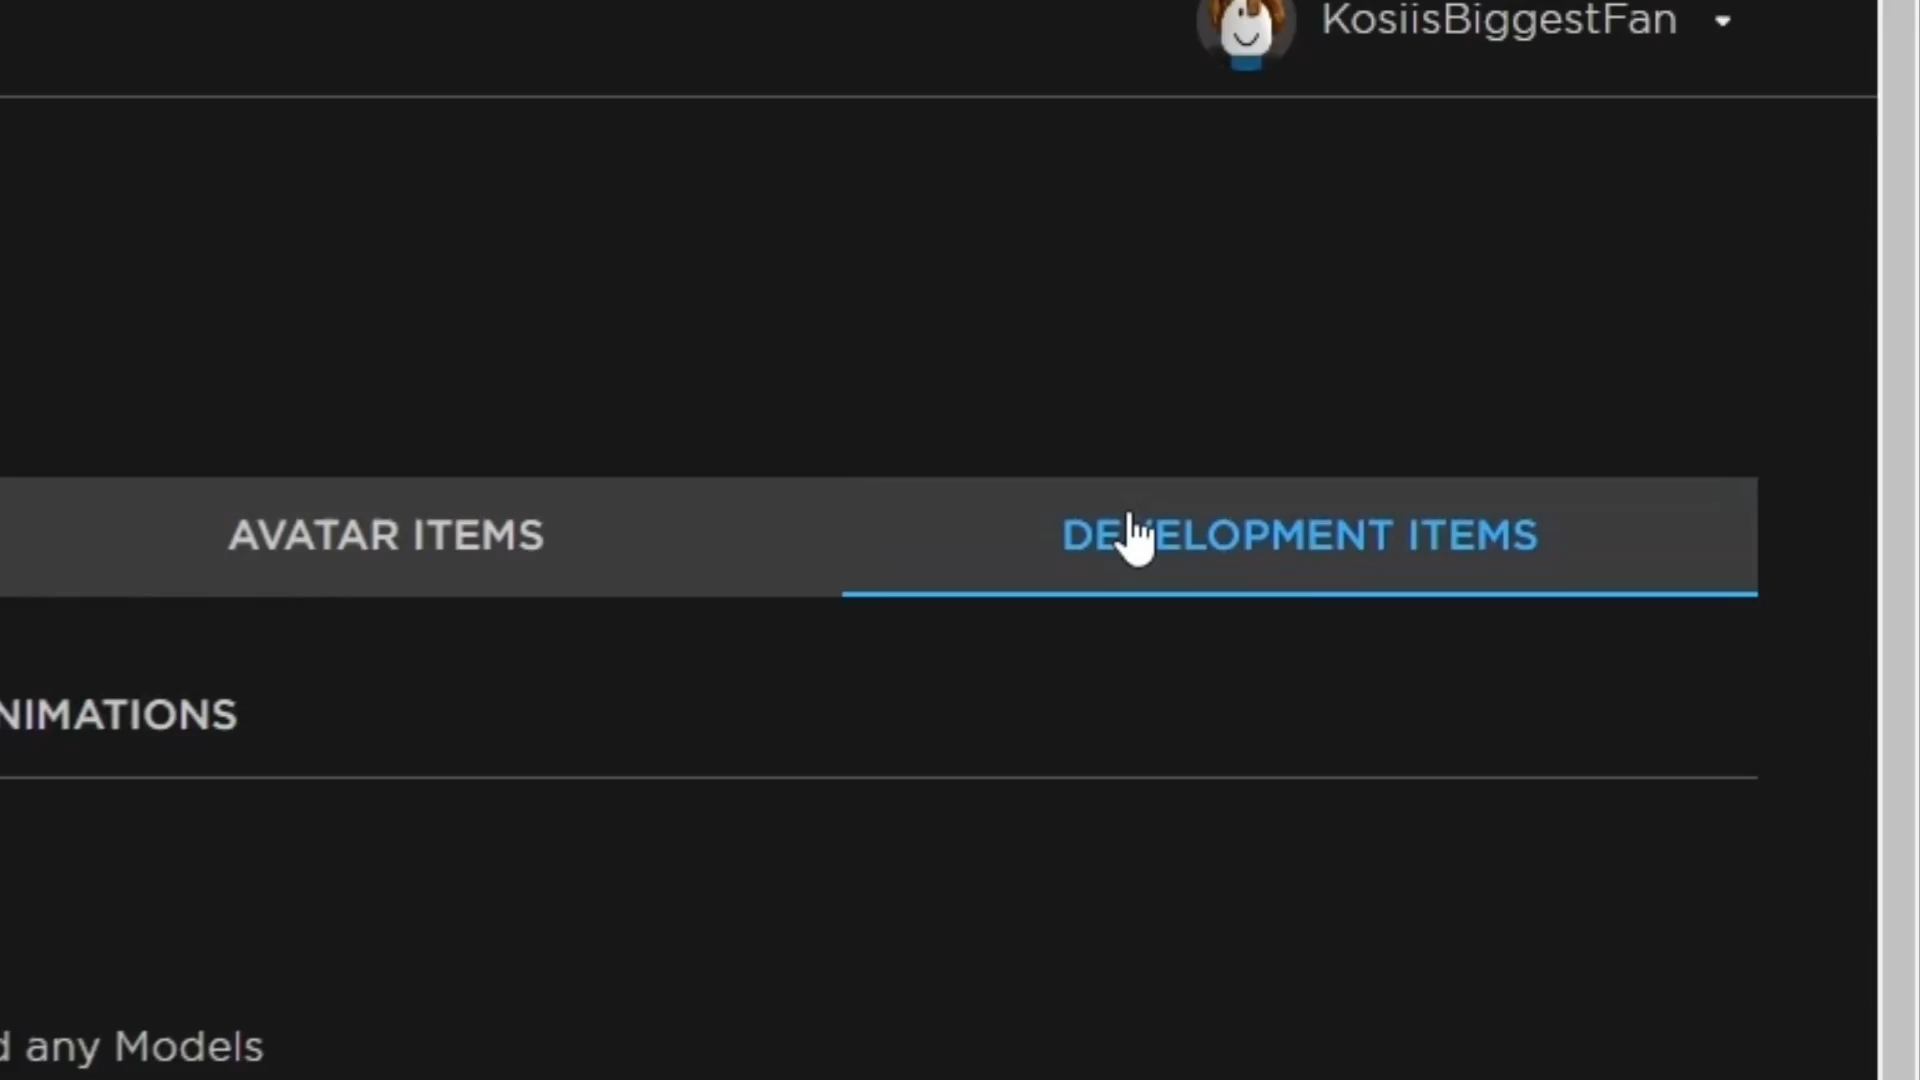 KosiisBiggestFan
AVATAR ITEMS
DEVELOPMENT ITEMS
NIMATIONS
d any Models